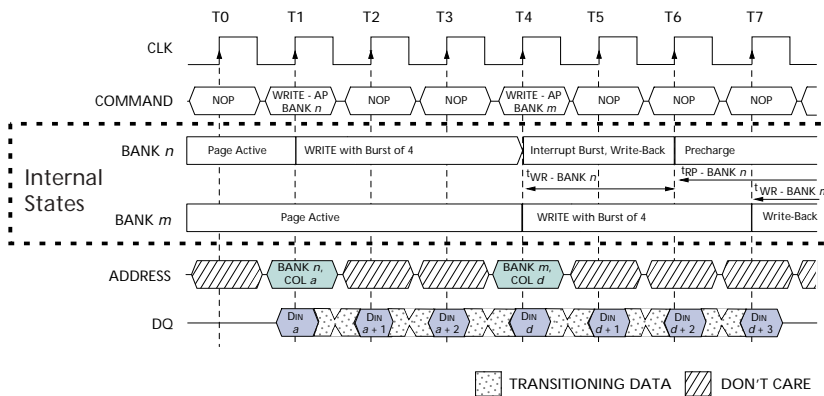 T0 T1 T2 T3 T4 T5 T6 T7
CLK
COMMAND NOP WRITE - AP BANK n NOP NOP WRITE - AP BANK m NOP NOP NOP
Internal States
BANK n Page Active WRITE with Burst of 4 Interrupt Burst, Write-Back Precharge
tWR - BANK n tRP - BANK n
tWR - BANK m
BANK m Page Active WRITE with Burst of 4 Write-Back
ADDRESS BANK n, COL a BANK m, COL d
DQ DIN a DIN a + 1 DIN a + 2 DIN d DIN d + 1 DIN d + 2 DIN d + 3
TRANSITIONING DATA DON'T CARE